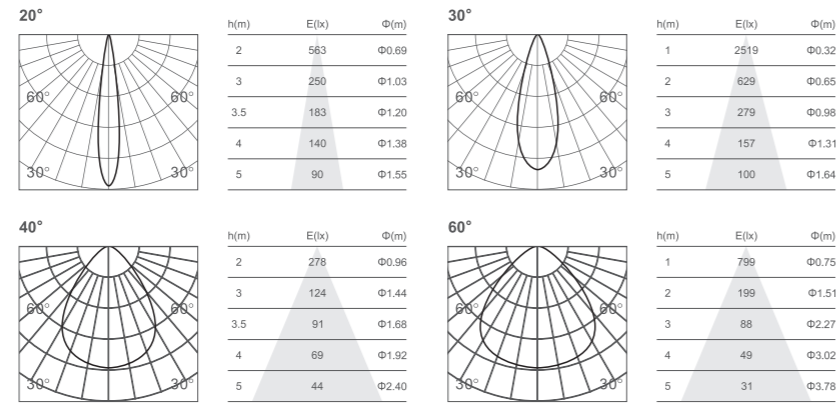 20°
h(m) E(lx) Φ(m)
2 563 Φ0.69
3 250 Φ1.03
3.5 183 Φ1.20
4 140 Φ1.38
5 90 Φ1.55
60° 60°
30° 30°
30°
h(m) E(lx) Φ(m)
1 2519 Φ0.32
2 629 Φ0.65
3 279 Φ0.98
4 157 Φ1.31
5 100 Φ1.64
60° 60°
30° 30°
40°
h(m) E(lx) Φ(m)
2 278 Φ0.96
3 124 Φ1.44
3.5 91 Φ1.68
4 69 Φ1.92
5 44 Φ2.40
60° 60°
30° 30°
60°
h(m) E(lx) Φ(m)
1 799 Φ0.75
2 199 Φ1.51
3 88 Φ2.27
4 49 Φ3.02
5 31 Φ3.78
60° 60°
30° 30°